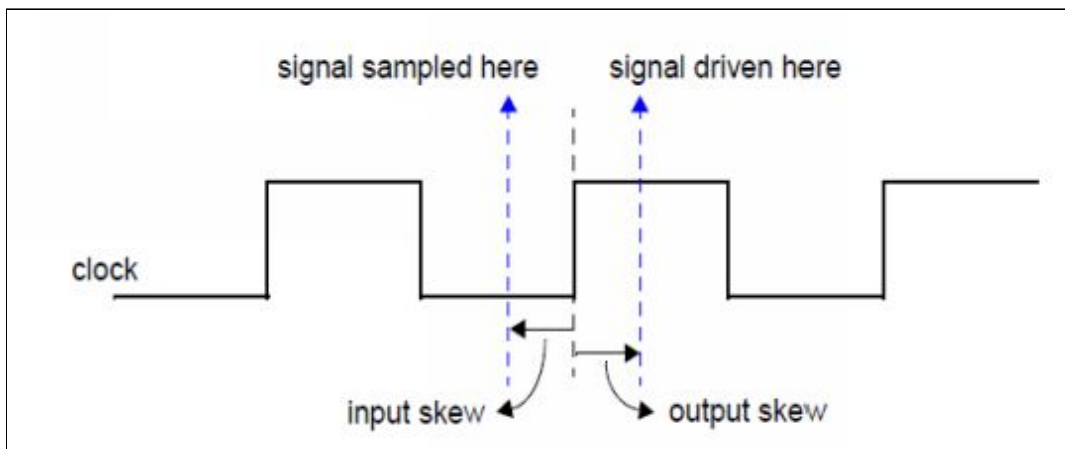 signal sampled here
signal driven here
clock
input skew
output skew